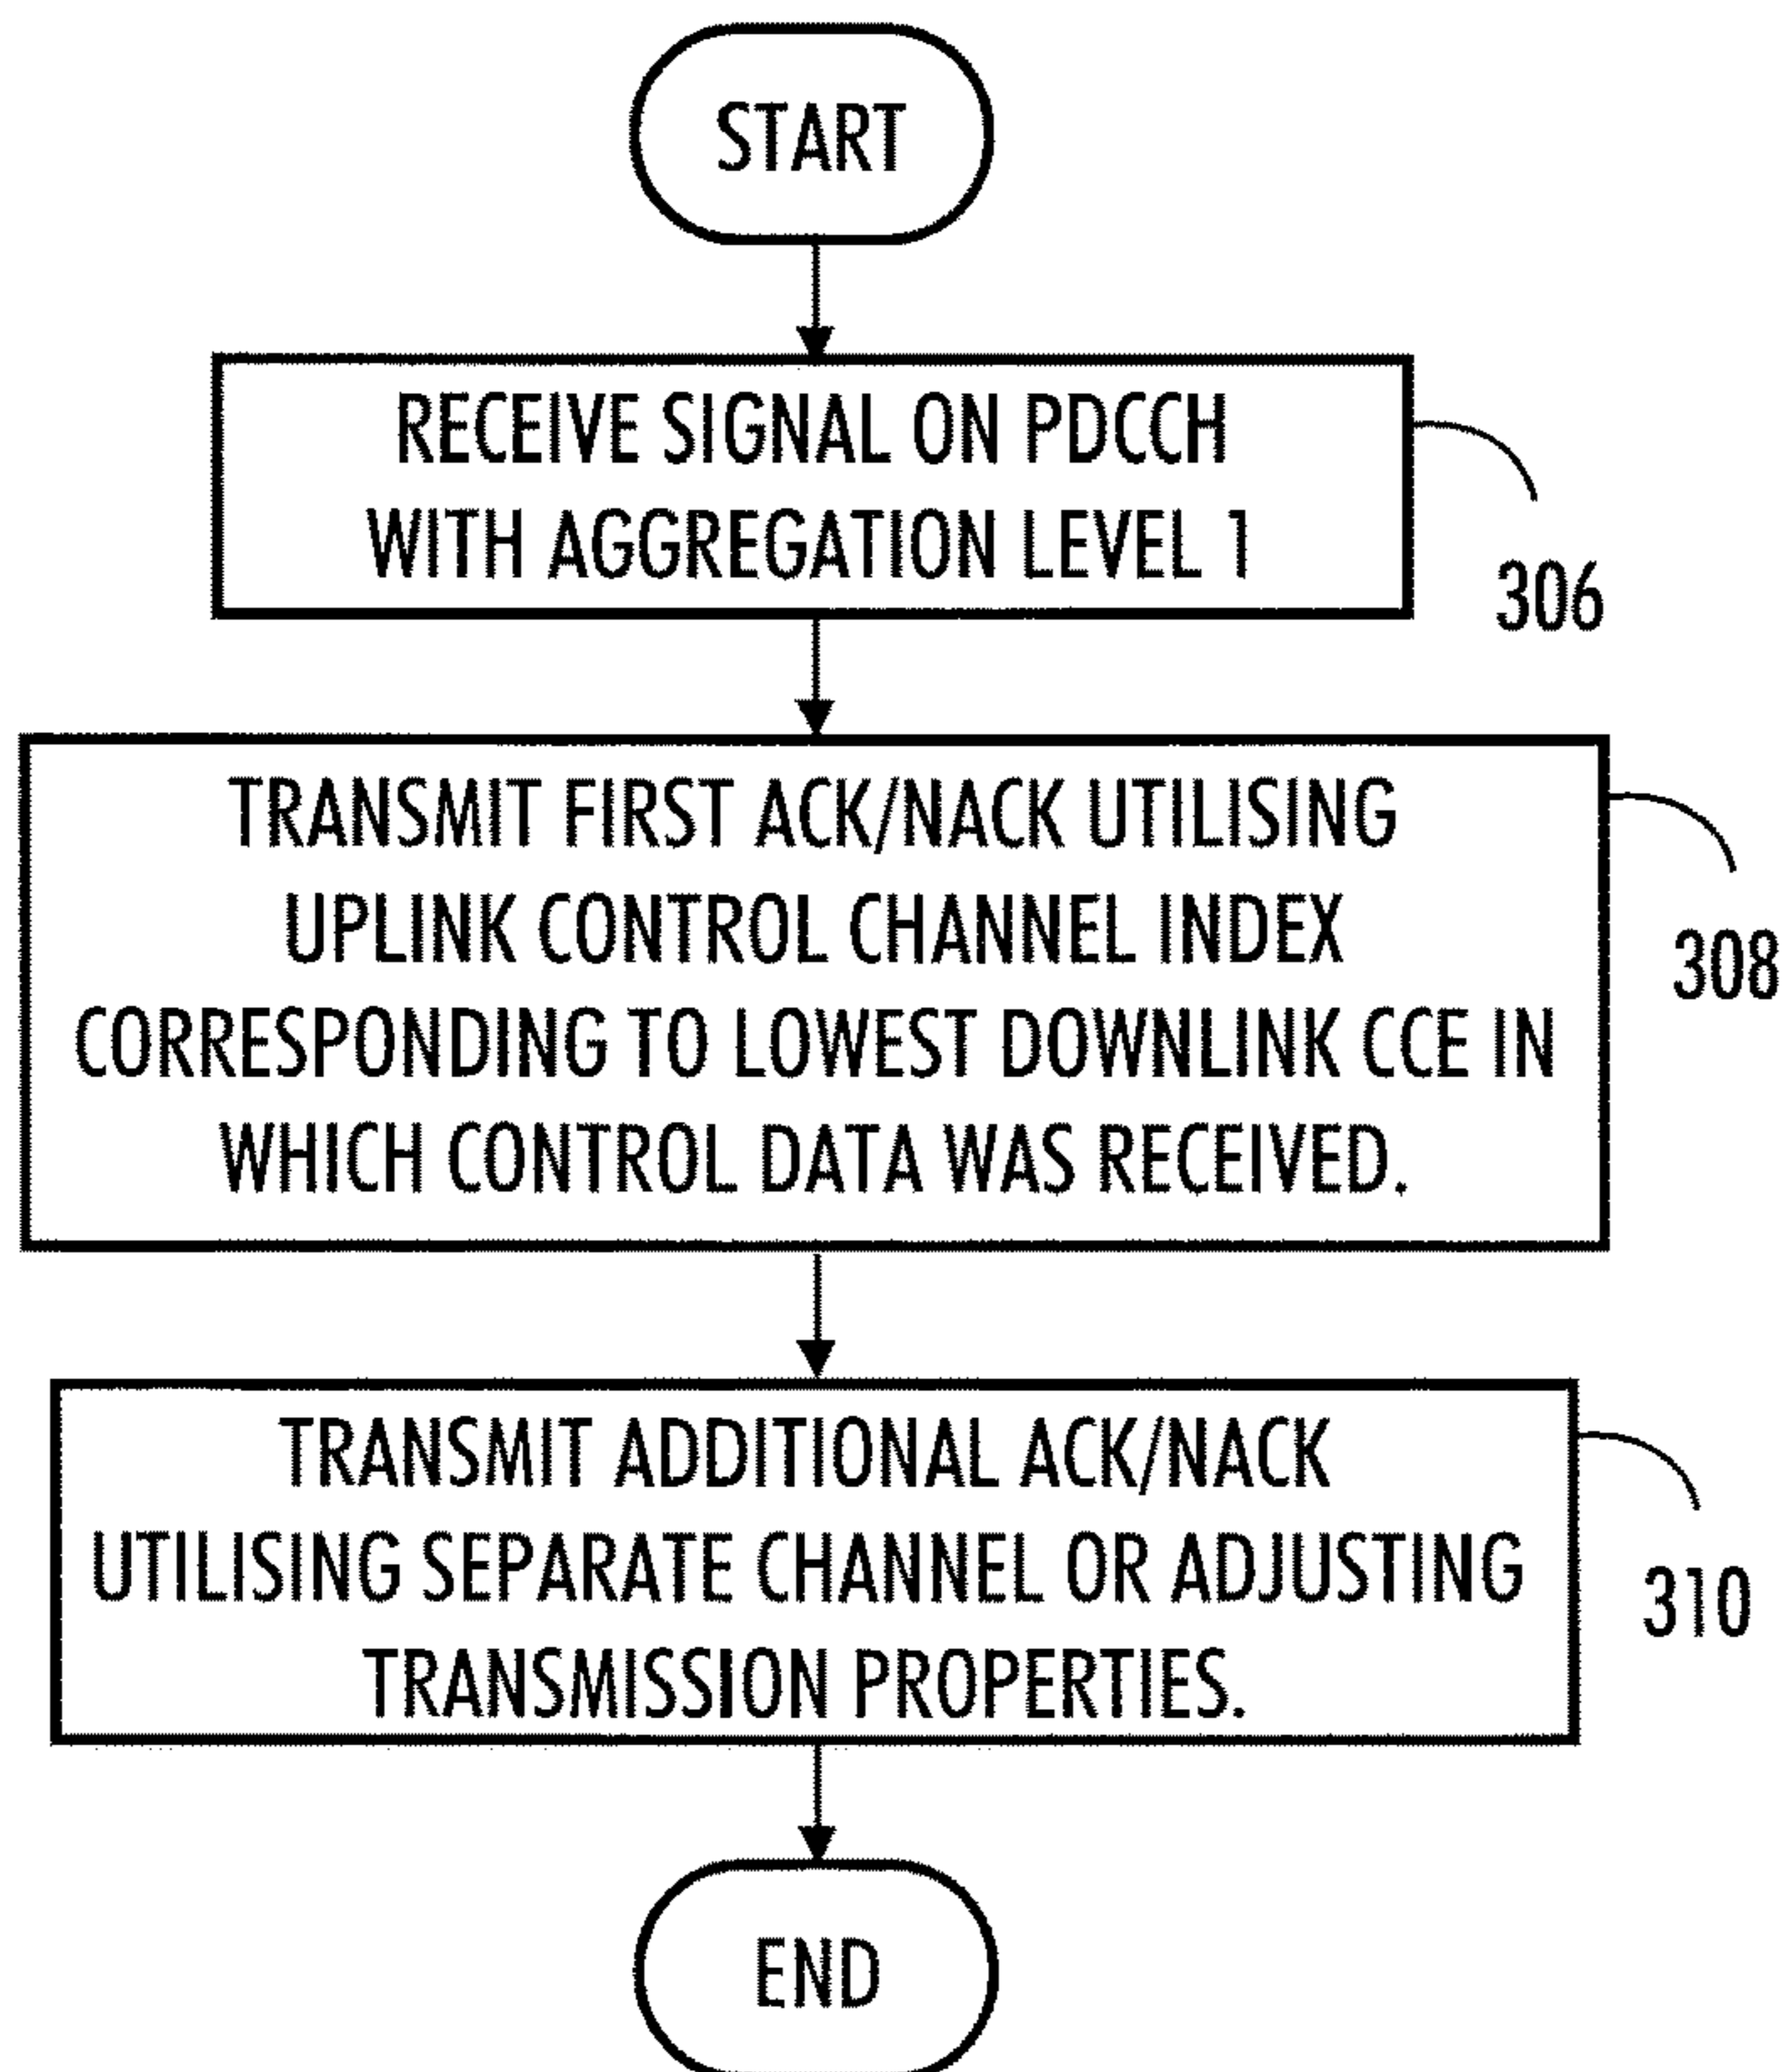 START
RECEIVE SIGNAL ON PDCCH
WITH AGGREGATION LEVEL 1
306
TRANSMIT FIRST ACK/NACK UTILISING
UPLINK CONTROL CHANNEL INDEX
CORRESPONDING TO LOWEST DOWNLINK CCE IN
WHICH CONTROL DATA WAS RECEIVED.
308
TRANSMIT ADDITIONAL ACK/NACK
UTILISING SEPARATE CHANNEL OR ADJUSTING
TRANSMISSION PROPERTIES.
310
END